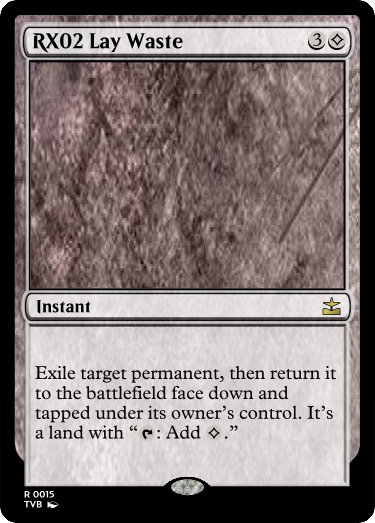 RX02 Lay Waste 3
Instant
Exile target permanent, then return it
to the battlefield face down and
tapped under its owner's control. It's
a land with “ : Add .”
R 0015
TVB